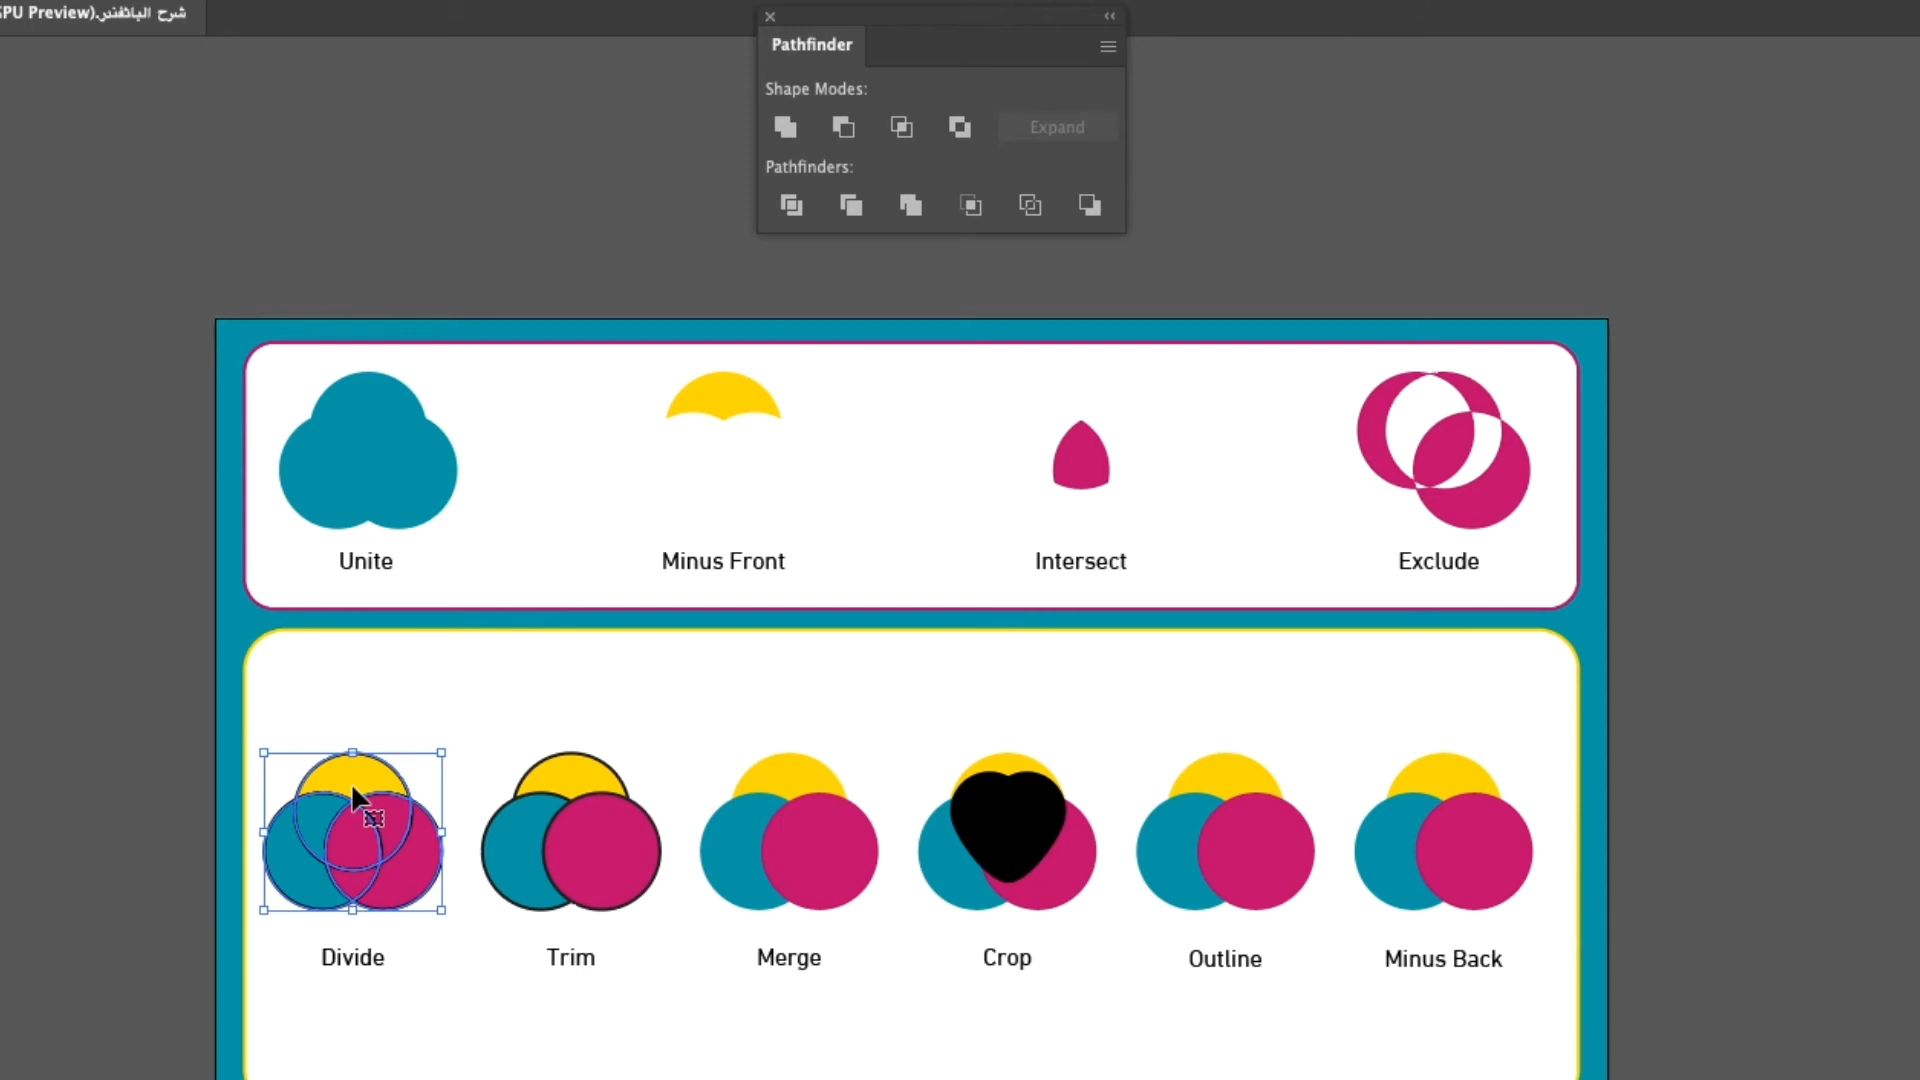 شرح الباثفندر.(GPU Preview)
Pathfinder
Shape Modes:
Expand
Pathfinders:
Unite
Minus Front
Intersect
Exclude
Divide
Trim
Merge
Crop
Outline
Minus Back